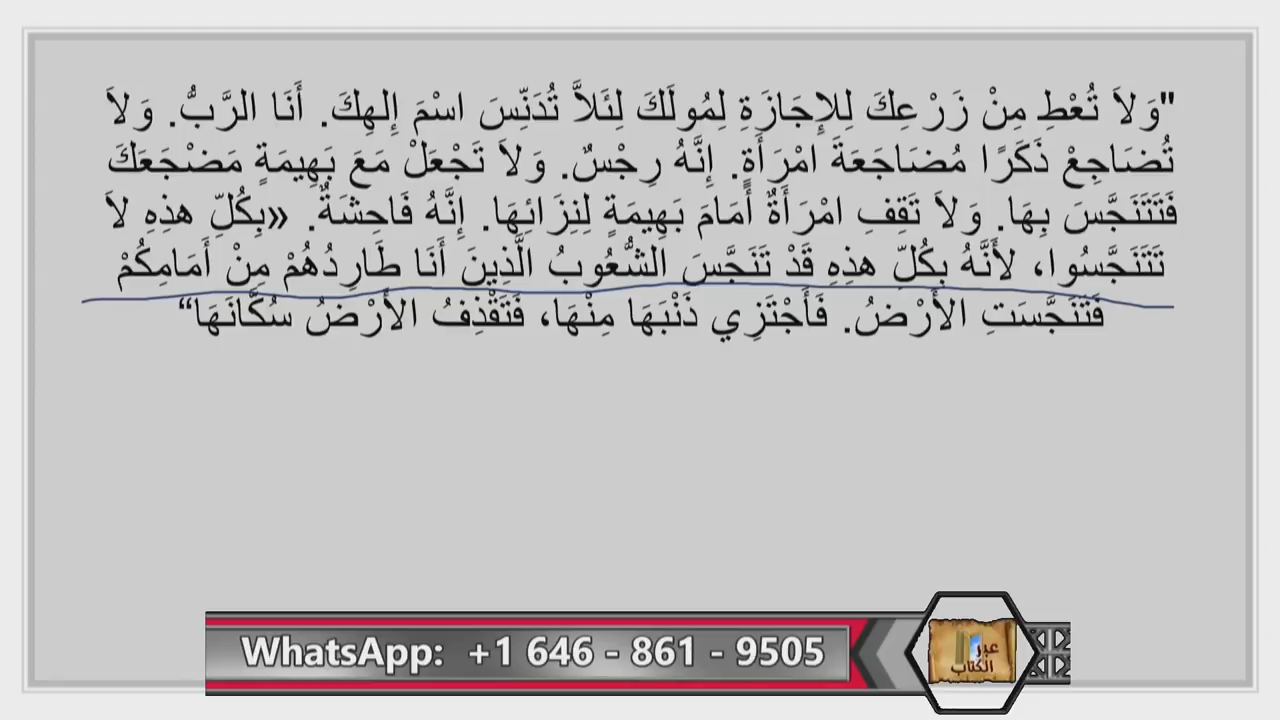 "وَلاَ تُعْطِ مِنْ زَرْعِكَ لِلإِجَازَةِ لِمُولَكَ لِئَلاَّ تُدَنِّسَ اسْمَ إِلهِكَ. أَنَا الرَّبُّ. وَلاَ
تُضَاجِعْ ذَكَرًا مُضَاجَعَةَ امْرَأَةٍ. إِنَّهُ رِجْسٌ. وَلاَ تَجْعَلْ مَعَ بَهِيمَةٍ مَضْجَعَكَ
فَتَتَنَجَّسَ بِهَا. وَلاَ تَقِفِ امْرَأَةٌ أَمَامَ بَهِيمَةٍ لِنِزَائِهَا. إِنَّهُ فَاحِشَةٌ. «بِكُلِّ هذِهِ لاَ
تَتَنَجَّسُوا، لأَنَّهُ بِكُلِّ هذِهِ قَدْ تَنَجَّسَ الشُّعُوبُ الَّذِينَ أَنَا طَارِدُهُمْ مِنْ أَمَامِكُمْ
فَتَنَجَّسَتِ الأَرْضُ. فَأَجْتَزِي ذَنْبَهَا مِنْهَا، فَتَقْذِفُ الأَرْضُ سُكَّانَهَا“
WhatsApp: +1 646 - 861 - 9505
عبر
الكتاب